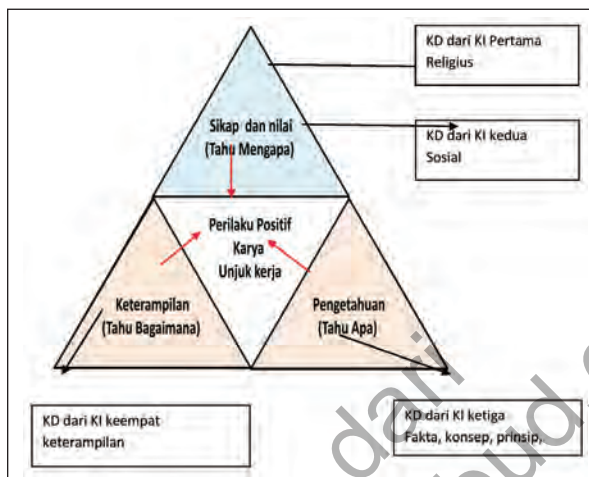 KD dari KI Pertama
Religius
Sikap dan nilai
(Tahu Mengapa)
KD dari KI kedua
Sosial
Perilaku Positif
Karya
Unjuk kerja
Keterampilan
(Tahu Bagaimana)
Pengetahuan
(Tahu Apa)
KD dari KI keempat
keterampilan
KD dari KI ketiga
Fakta, konsep, prinsip,
dari